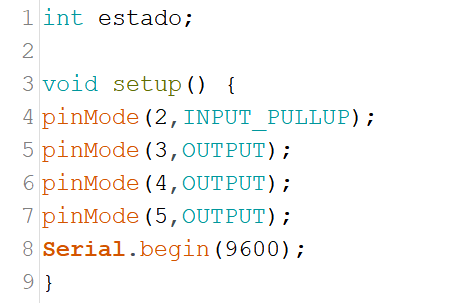 1 int estado;
2
3 void setup() {
4 pinMode(2,INPUT_PULLUP);
5 pinMode(3,OUTPUT);
6 pinMode(4,OUTPUT);
7 pinMode(5,OUTPUT);
8 Serial.begin(9600);
9 }